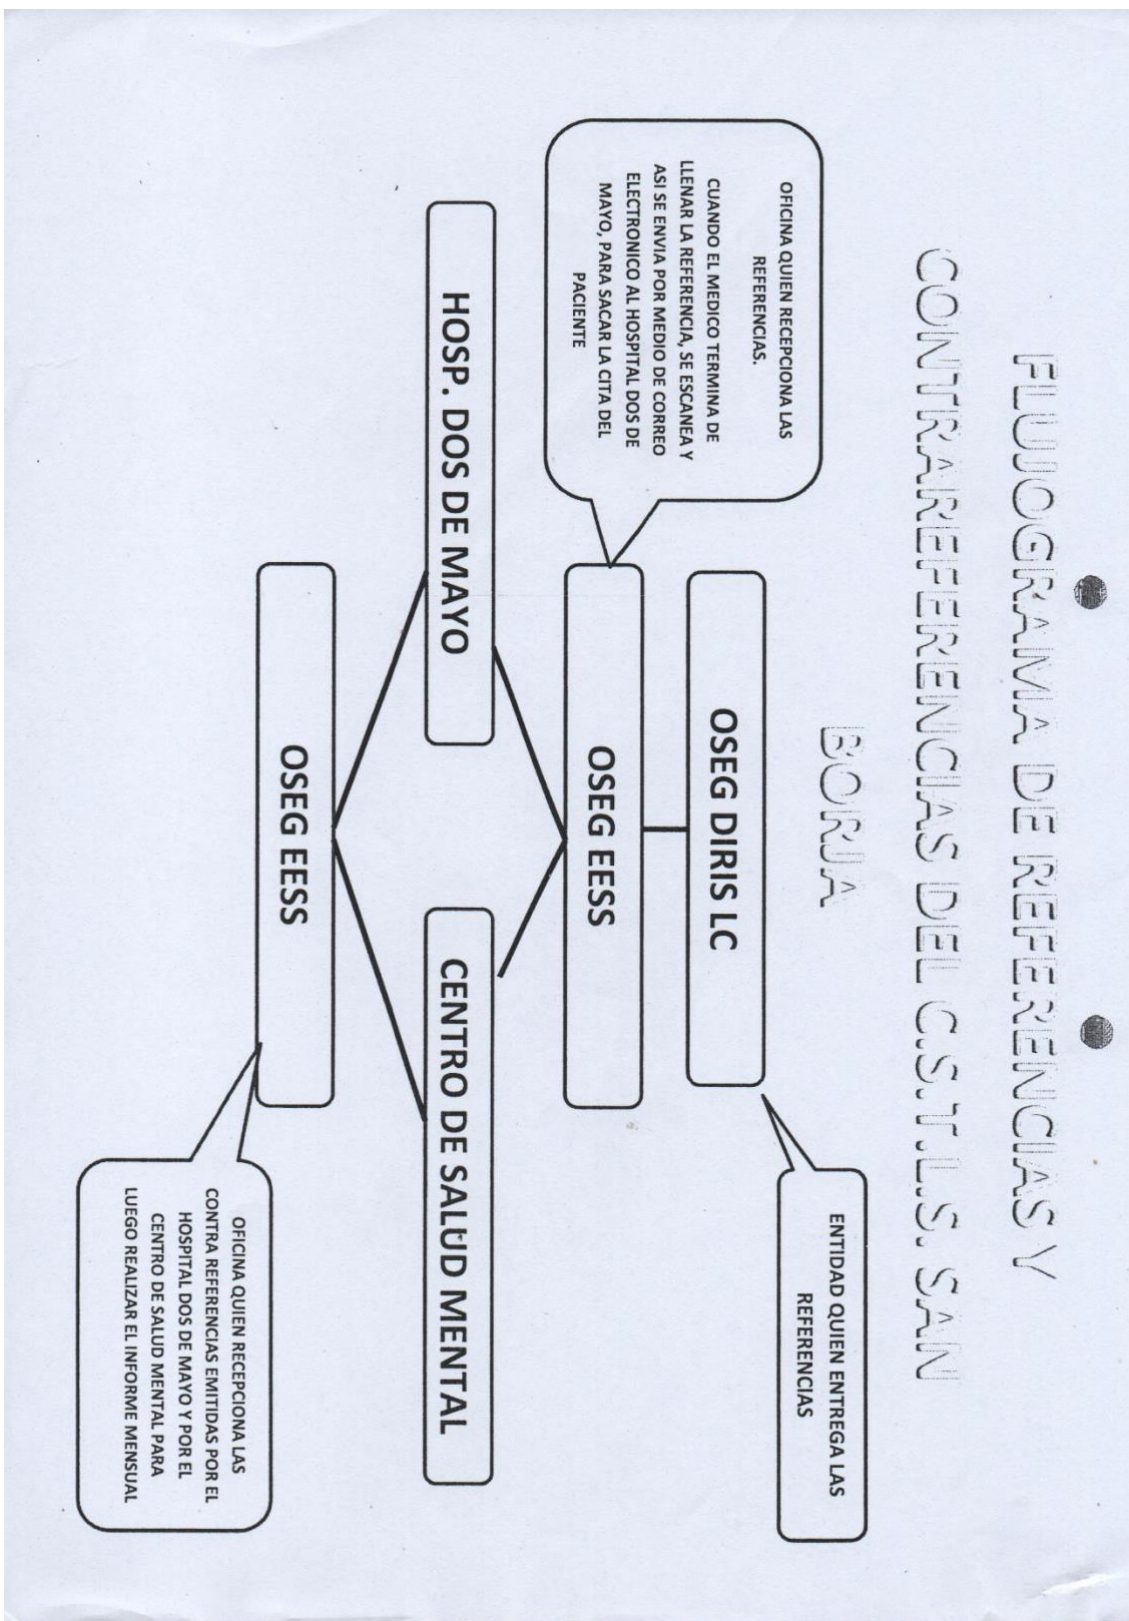 FLUJOGRAMA DE REFERENCIAS Y
CONTRAREFERENCIAS DEL C.S.T.L.S. SAN
BORJA
ENTIDAD QUIEN ENTREGA LAS
REFERENCIAS
OSEG DIRIS LC
OFICINA QUIEN RECEPCIONA LAS
REFERENCIAS.
CUANDO EL MEDICO TERMINA DE
LLENAR LA REFERENCIA, SE ESCANEA Y
ASI SE ENVIA POR MEDIO DE CORREO
ELECTRONICO AL HOSPITAL DOS DE
MAYO, PARA SACAR LA CITA DEL
PACIENTE
OSEG EESS
HOSP. DOS DE MAYO
CENTRO DE SALUD MENTAL
OSEG EESS
OFICINA QUIEN RECEPCIONA LAS
CONTRA REFERENCIAS EMITIDAS POR EL
HOSPITAL DOS DE MAYO Y POR EL
CENTRO DE SALUD MENTAL PARA
LUEGO REALIZAR EL INFORME MENSUAL